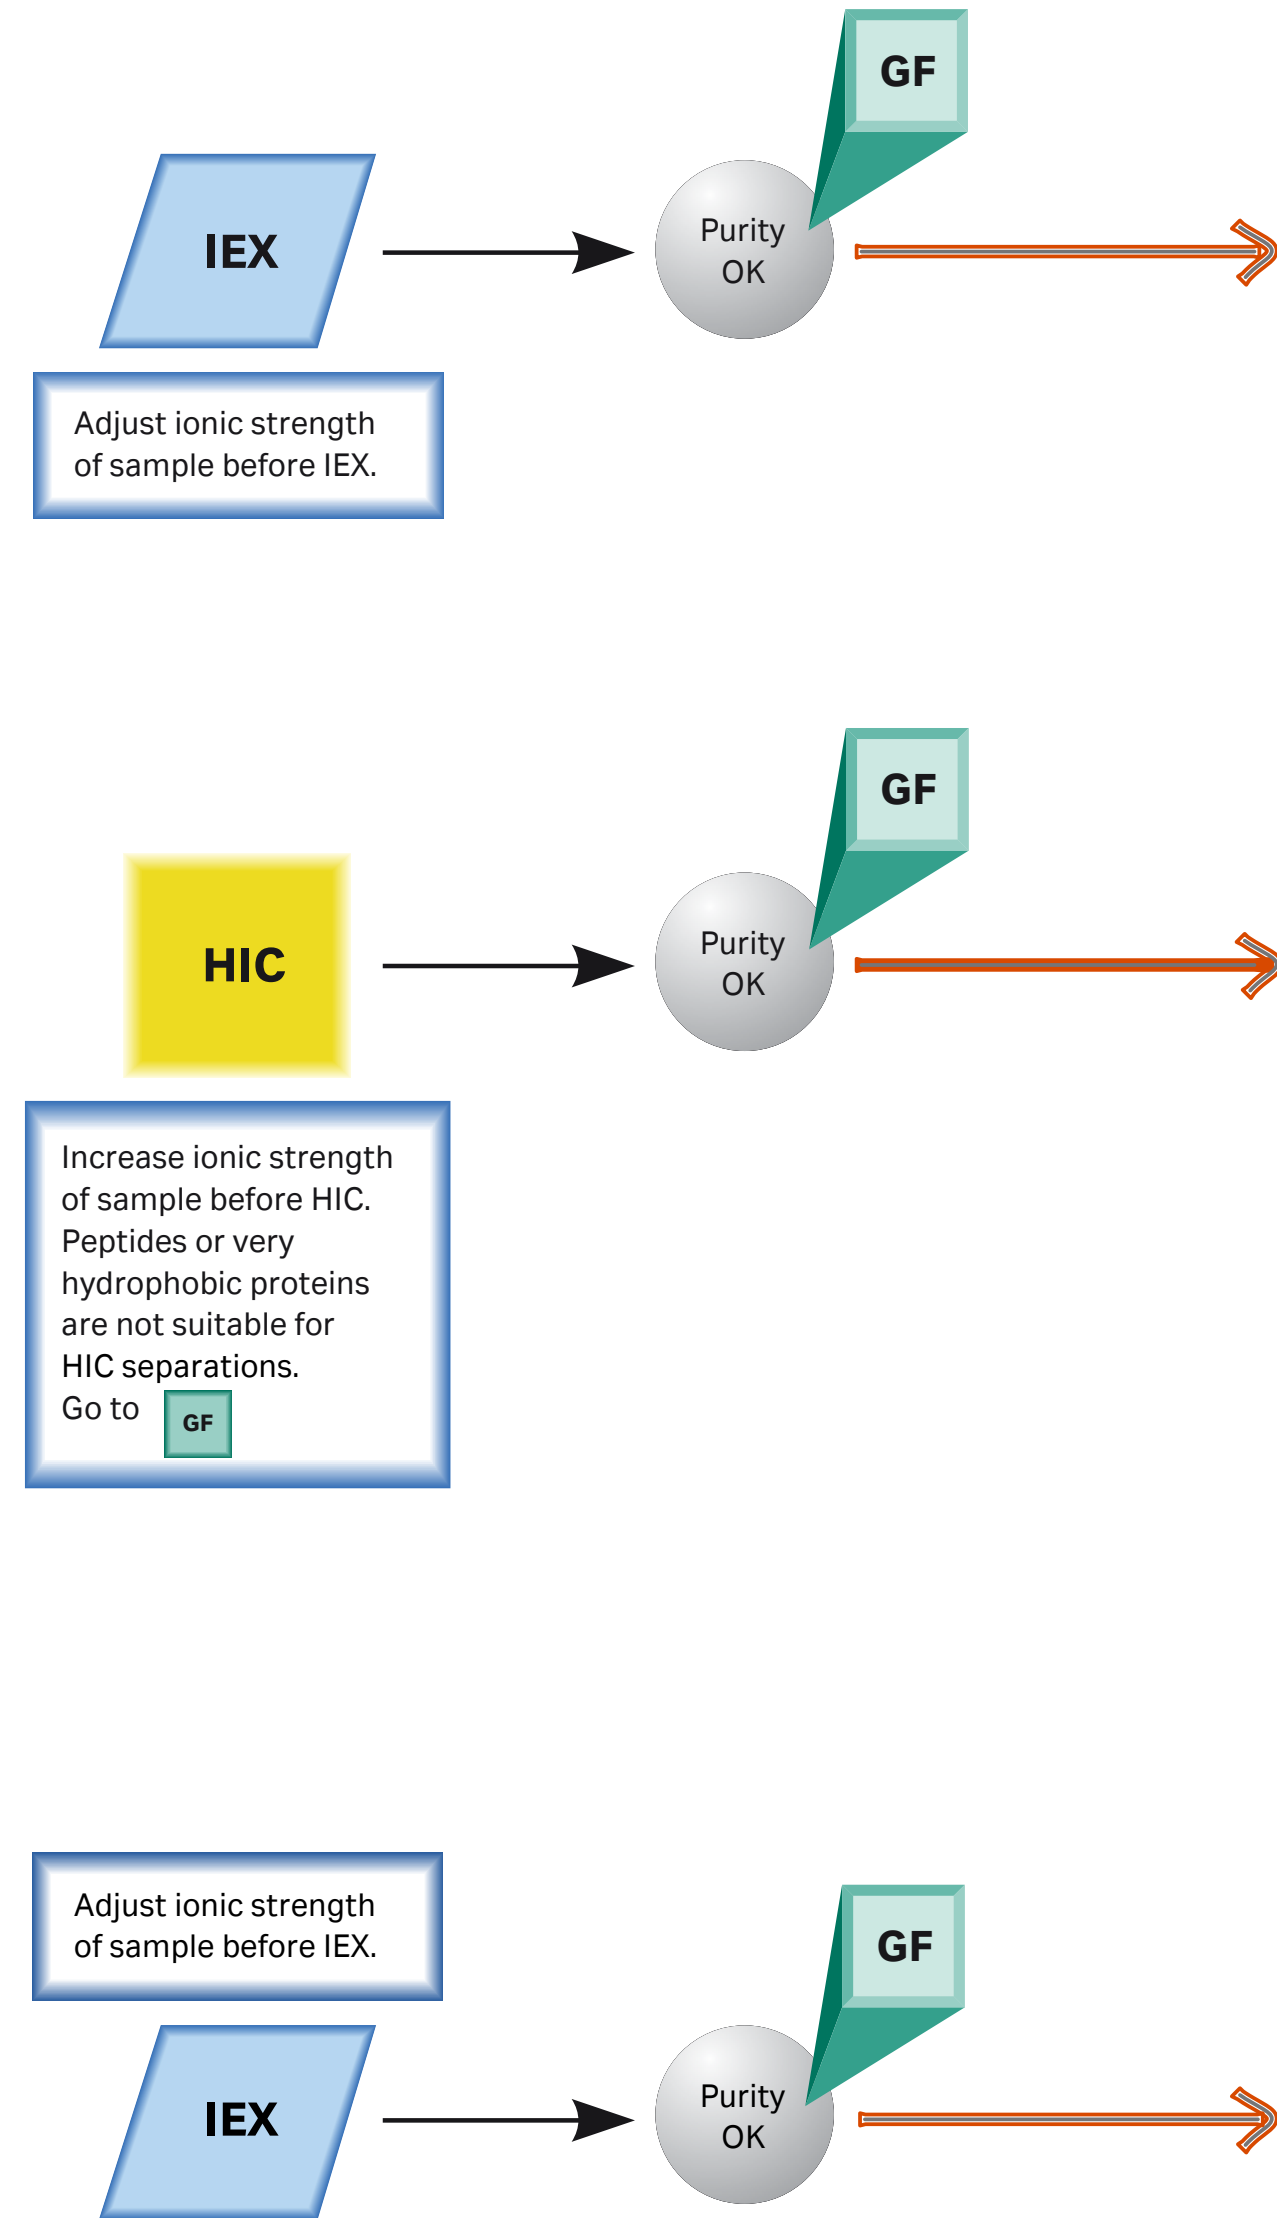 GF
IEX
Purity
OK
Adjust ionic strength
of sample before IEX.
GF
HIC
Purity
OK
Increase ionic strength
of sample before HIC.
Peptides or very
hydrophobic proteins
are not suitable for
HIC separations.
Go to GF
Adjust ionic strength
of sample before IEX.
GF
IEX
Purity
OK